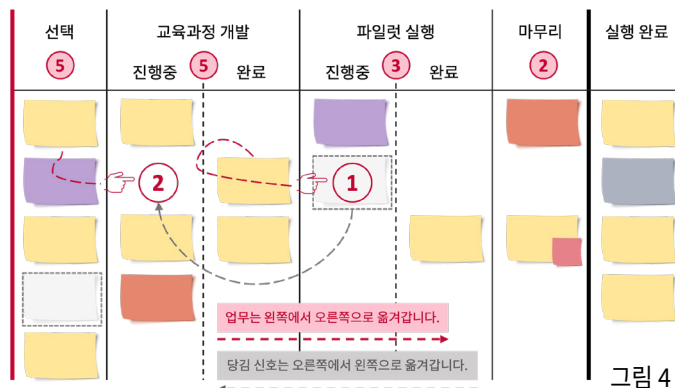 선택
교육과정 개발
파일럿 실행
마무리
실행 완료
5
진행중
5
완료
진행중
3
완료
2
2
1
업무는 왼쪽에서 오른쪽으로 옮겨갑니다.
당김 신호는 오른쪽에서 왼쪽으로 옮겨갑니다.
그림 4